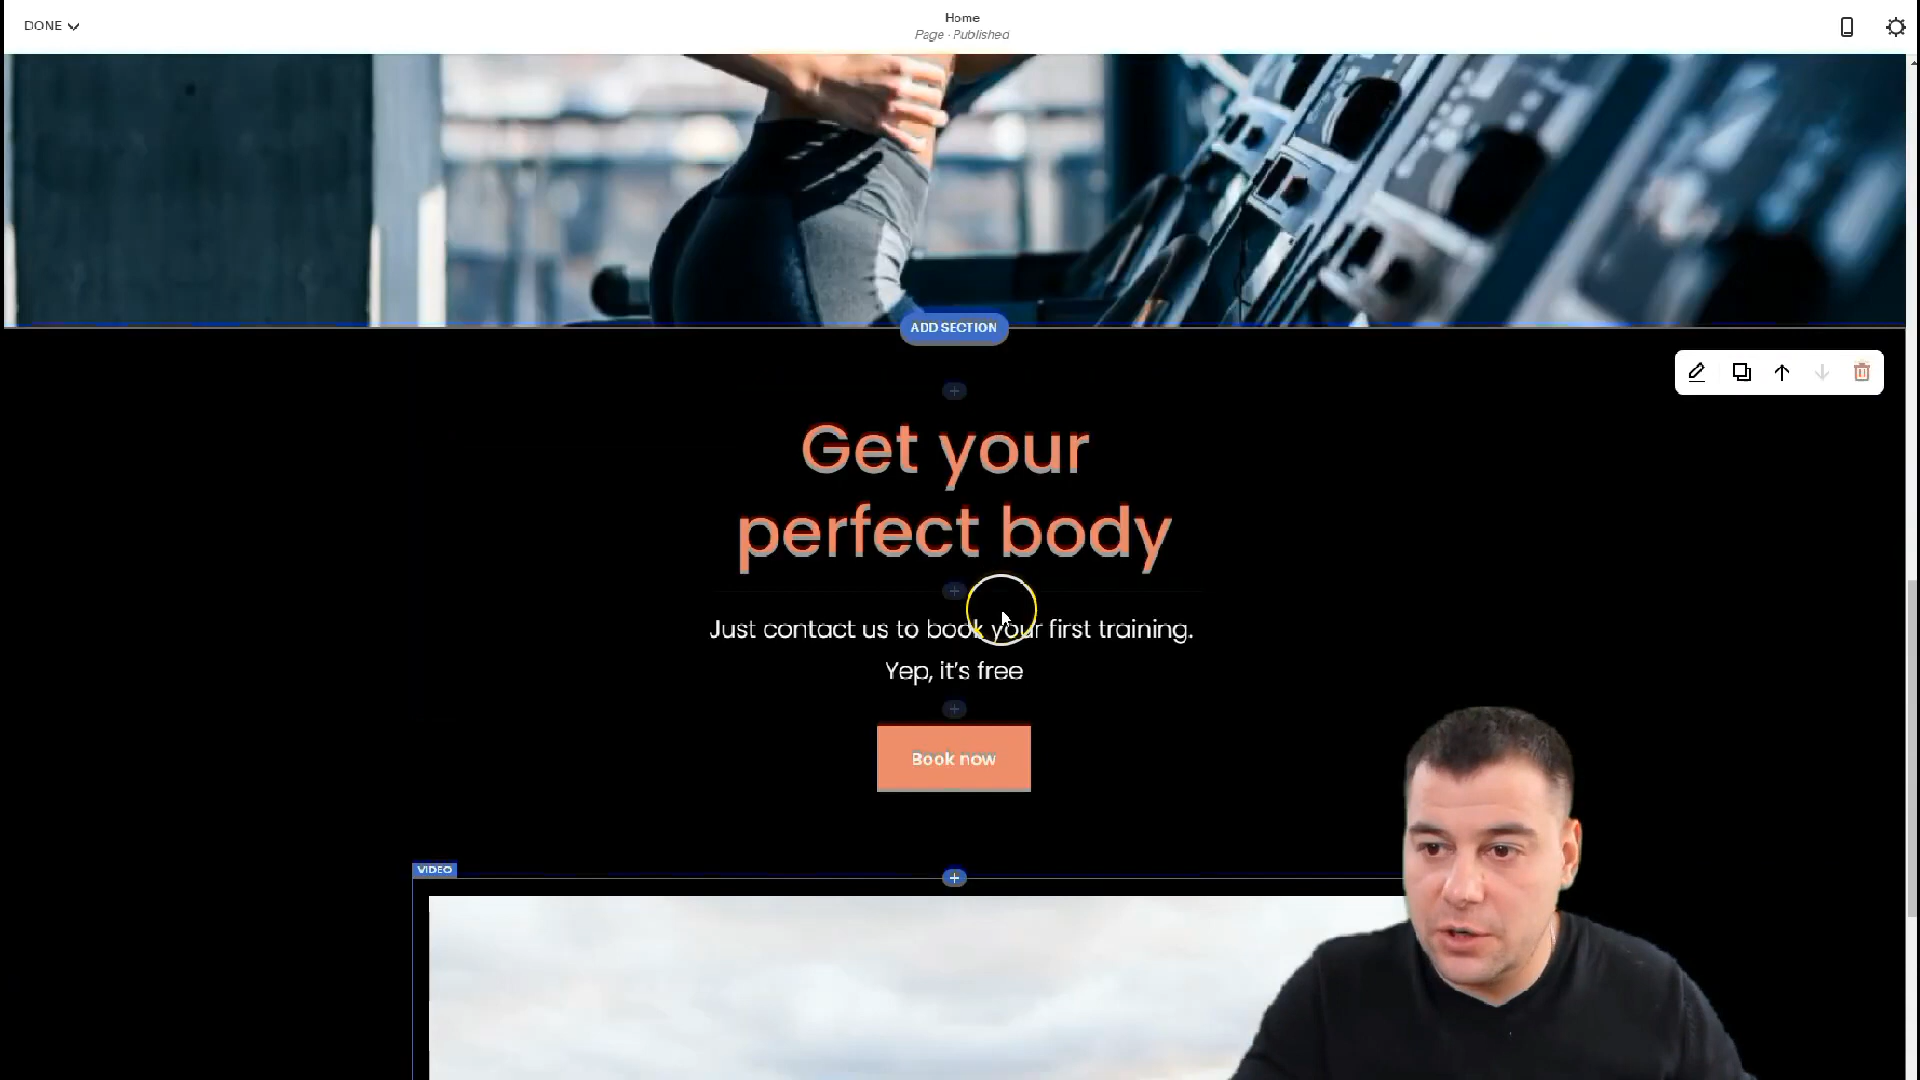 DONE
Home
Page · Published
ADD SECTION
Get your
perfect body
Just contact us to book your first training.
Yep, it's free
Book now
VIDEO